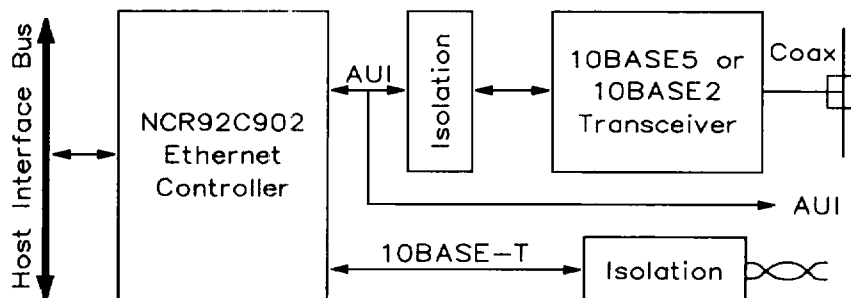 Host Interface Bus
NCR92C902
Ethernet
Controller
AUI
Isolation
10BASE5 or
10BASE2
Transceiver
Coax
AUI
10BASE-T
Isolation